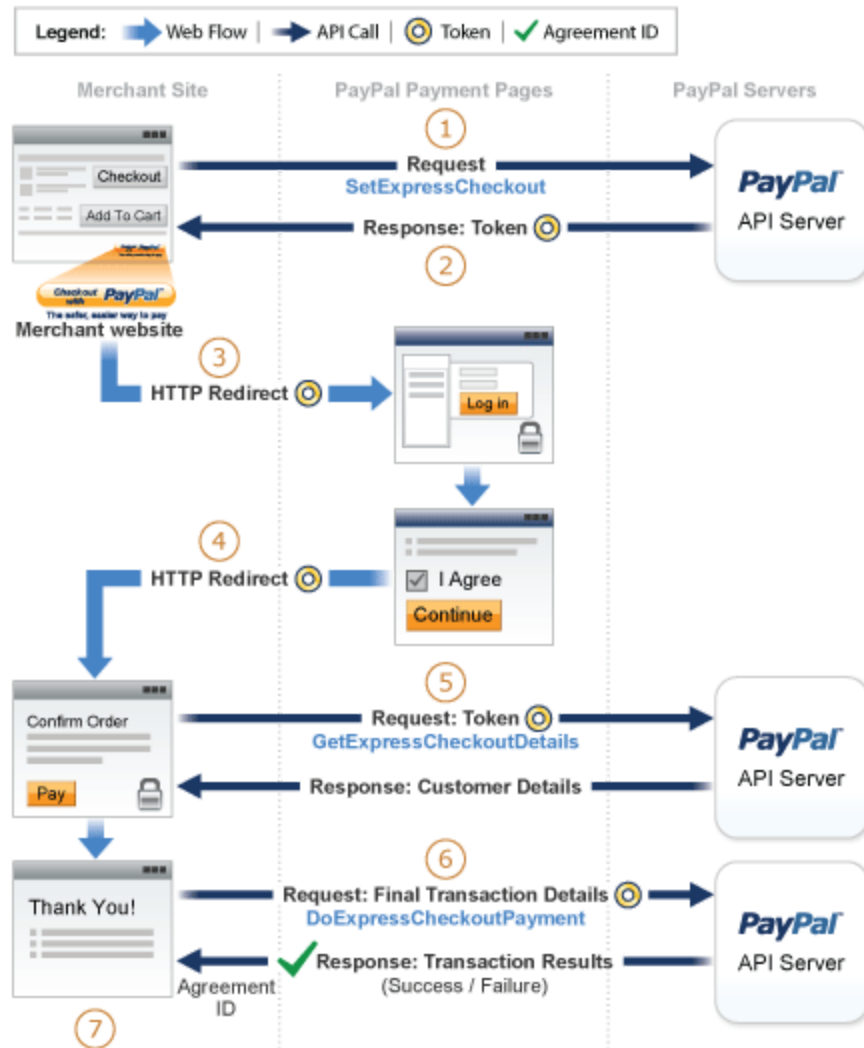 Legend: Web Flow | API Call | Token | Agreement ID
Merchant Site PayPal Payment Pages PayPal Servers
1
Checkout
Add To Cart
Request
SetExpressCheckout
PayPal
API Server
Response: Token
2
Checkout with PayPal
The safer, easier way to pay
Merchant website
3
HTTP Redirect
Log in
4
HTTP Redirect
I Agree
Continue
5
Confirm Order
Pay
Request: Token
GetExpressCheckoutDetails
Response: Customer Details
PayPal
API Server
6
Thank You!
Request: Final Transaction Details
DoExpressCheckoutPayment
Response: Transaction Results
(Success / Failure)
Agreement
ID
PayPal
API Server
7